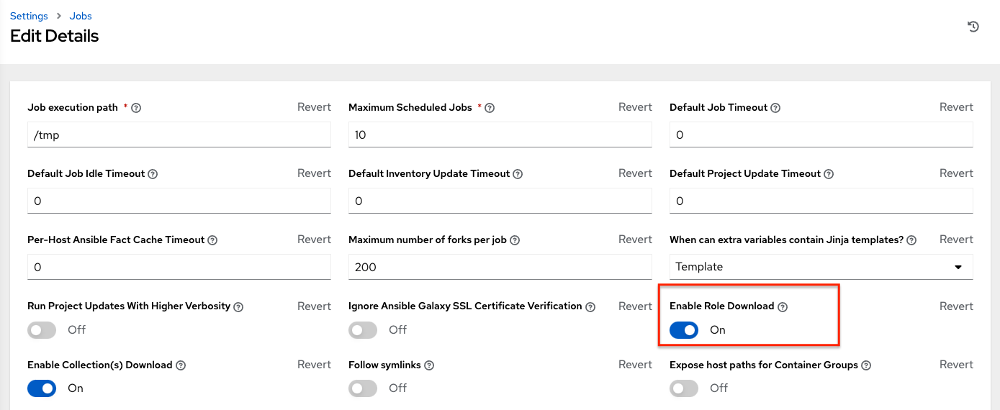 Settings > Jobs
Edit Details
Job execution path * Revert Maximum Scheduled Jobs * Revert Default Job Timeout Revert
/tmp 10 0
Default Job Idle Timeout Revert Default Inventory Update Timeout Revert Default Project Update Timeout Revert
0 0 0
Per-Host Ansible Fact Cache Timeout Revert Maximum number of forks per job Revert When can extra variables contain Jinja templates? Revert
0 200 Template
Run Project Updates With Higher Verbosity Revert Ignore Ansible Galaxy SSL Certificate Verification Revert Enable Role Download Revert
Off Off On
Enable Collection(s) Download Revert Follow symlinks Revert Expose host paths for Container Groups Revert
On Off Off